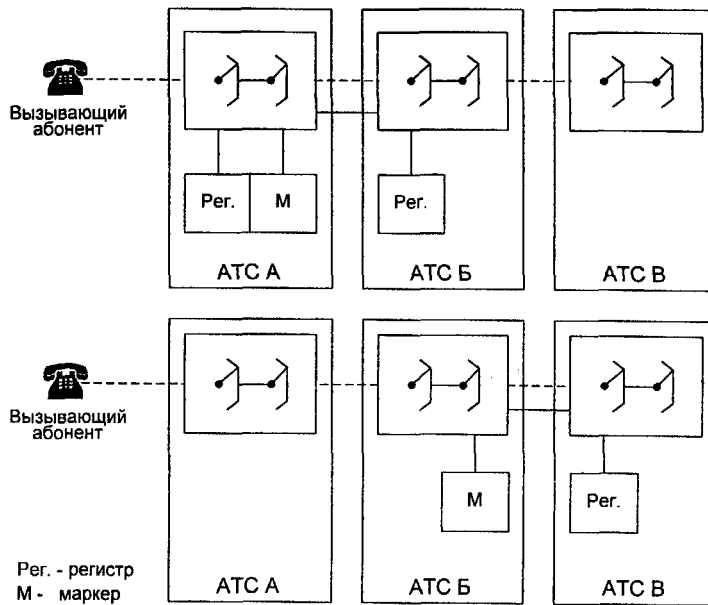 Вызывающий
абонент
Рег.
М
Рег.
АТС А
АТС Б
АТС В
Вызывающий
абонент
М
Рег.
Рег. - регистр
М - маркер
АТС А
АТС Б
АТС В